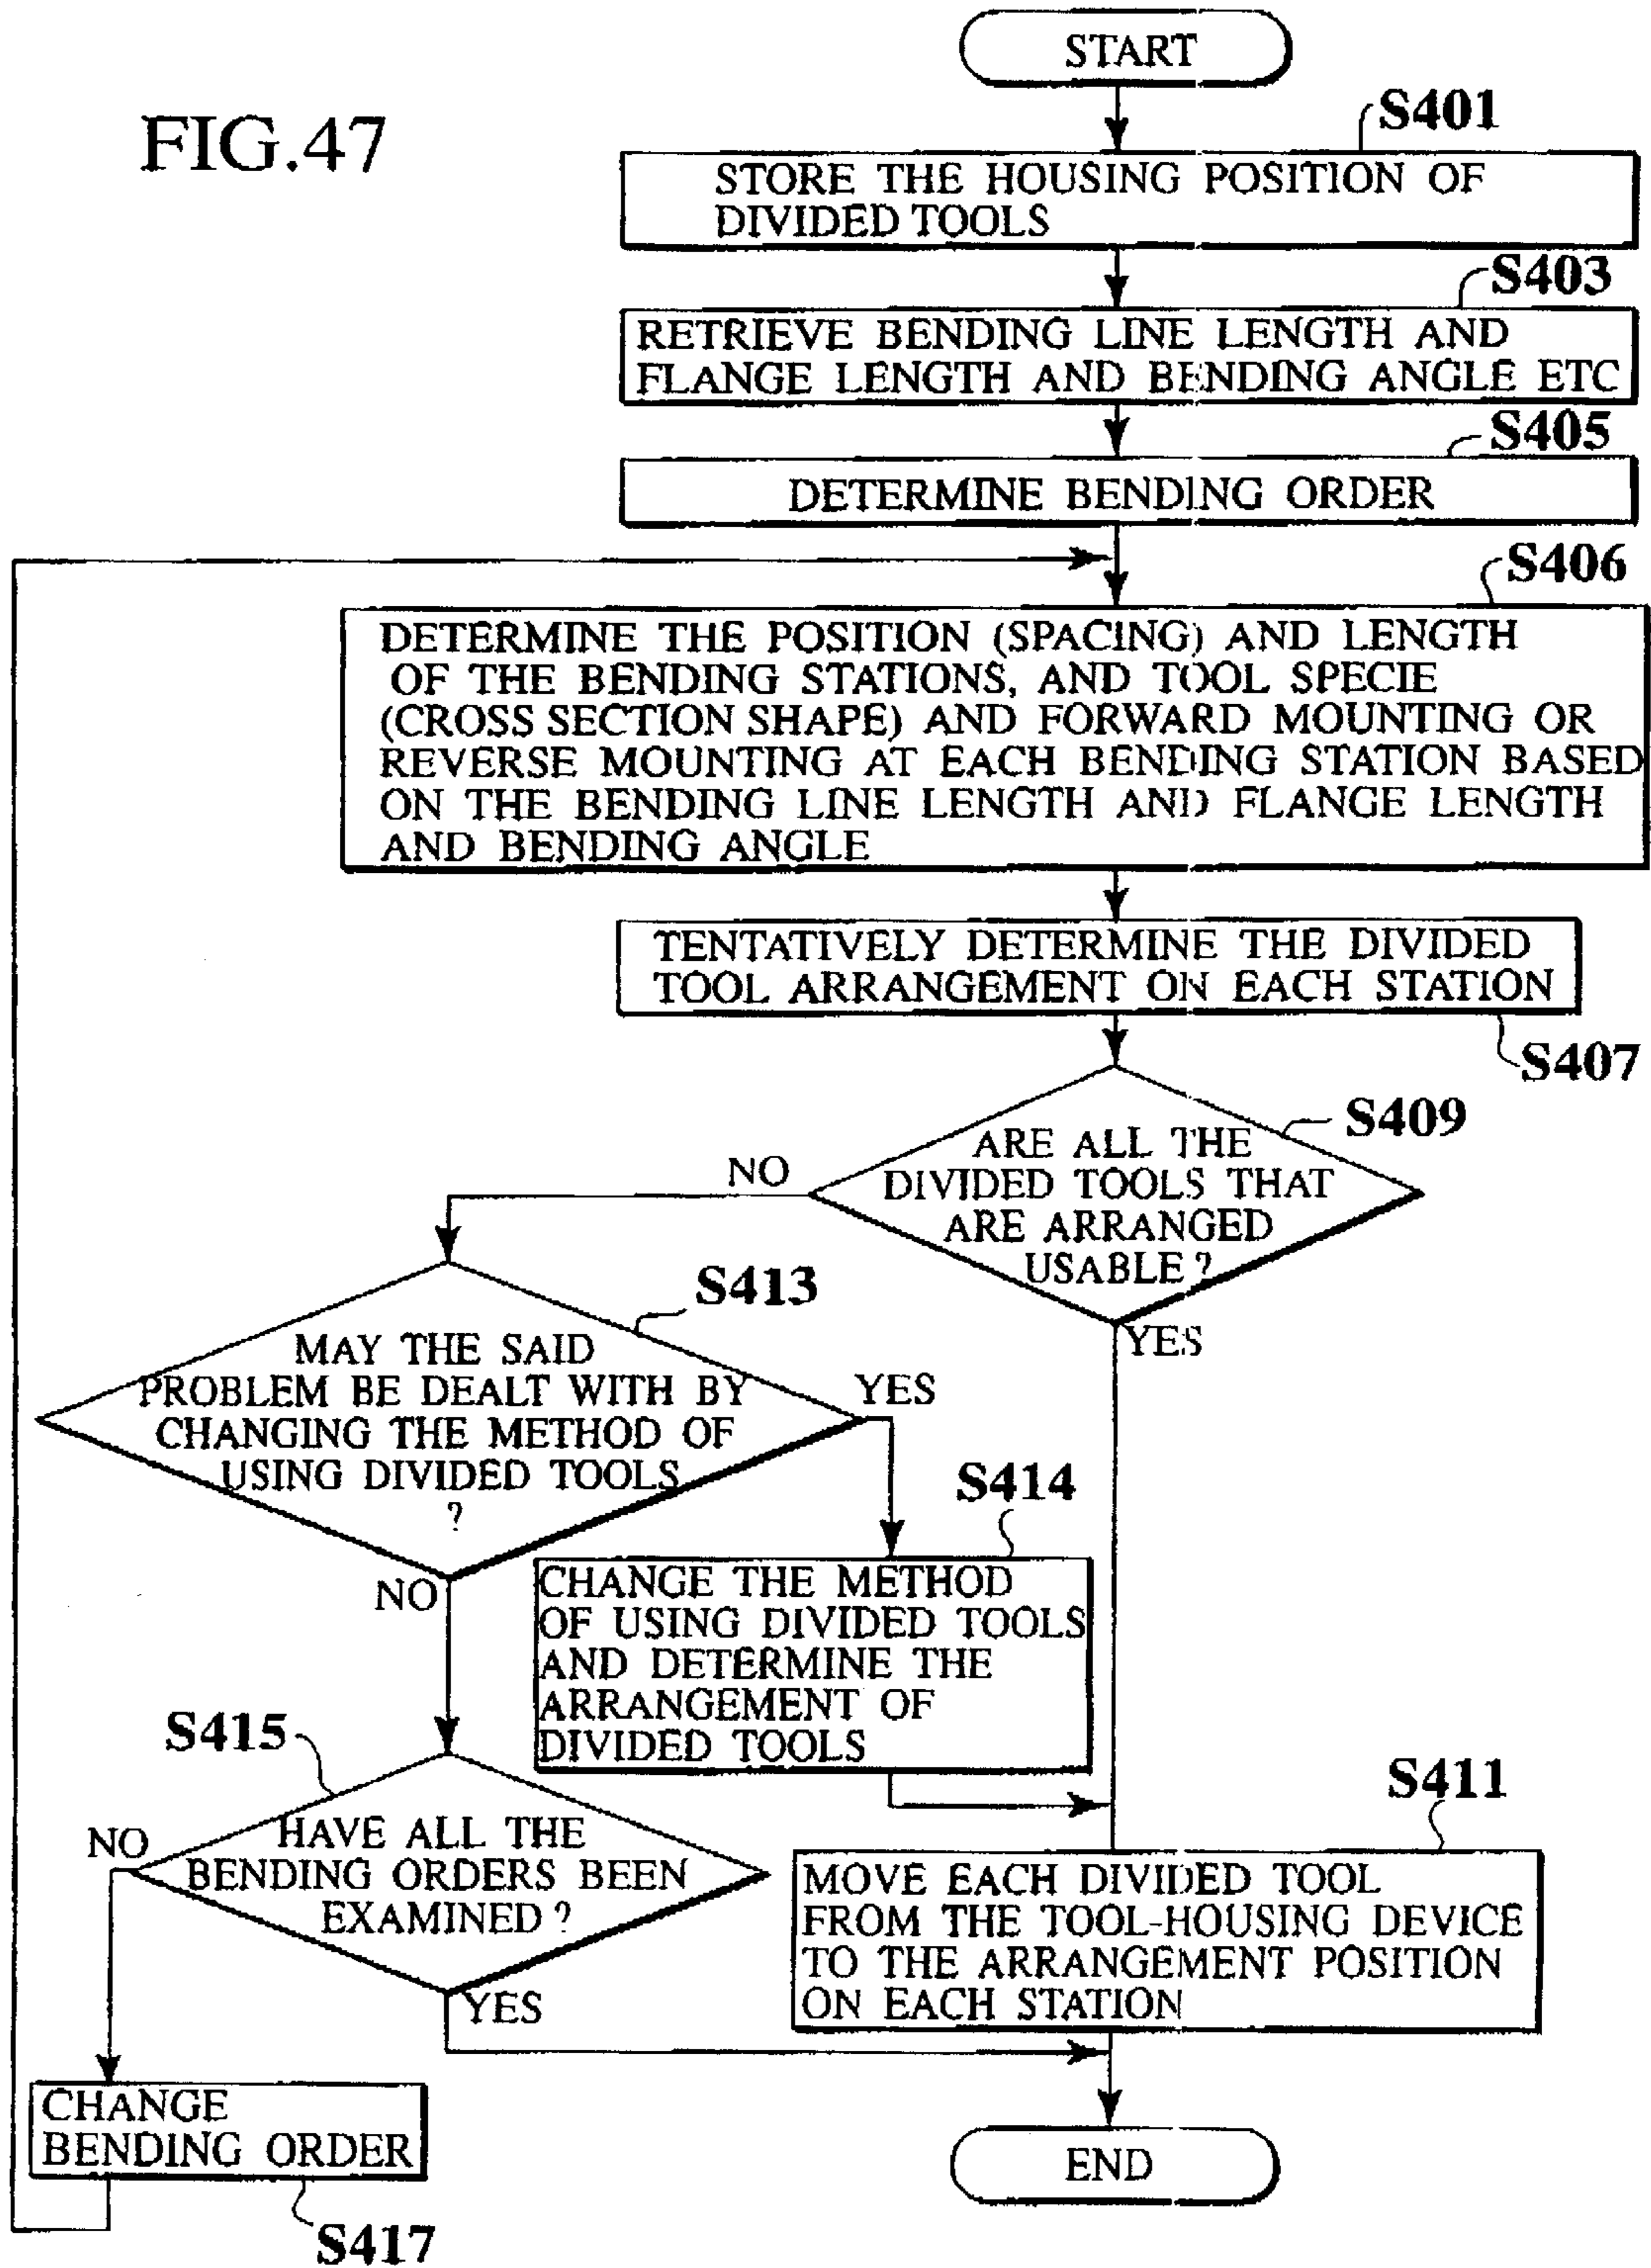 FIG.47
START
S401
STORE THE HOUSING POSITION OF
DIVIDED TOOLS
S403
RETRIEVE BENDING LINE LENGTH AND
FLANGE LENGTH AND BENDING ANGLE ETC
S405
DETERMINE BENDING ORDER
S406
DETERMINE THE POSITION (SPACING) AND LENGTH
OF THE BENDING STATIONS, AND TOOL SPECIE
(CROSS SECTION SHAPE) AND FORWARD MOUNTING OR
REVERSE MOUNTING AT EACH BENDING STATION BASED
ON THE BENDING LINE LENGTH AND FLANGE LENGTH
AND BENDING ANGLE
TENTATIVELY DETERMINE THE DIVIDED
TOOL ARRANGEMENT ON EACH STATION
S407
S409
ARE ALL THE
DIVIDED TOOLS THAT
ARE ARRANGED
USABLE?
NO
YES
S413
MAY THE SAID
PROBLEM BE DEALT WITH BY
CHANGING THE METHOD OF
USING DIVIDED TOOLS
?
YES
NO
S414
CHANGE THE METHOD
OF USING DIVIDED TOOLS
AND DETERMINE THE
ARRANGEMENT OF
DIVIDED TOOLS
S415
HAVE ALL THE
BENDING ORDERS BEEN
EXAMINED?
NO
YES
S411
MOVE EACH DIVIDED TOOL
FROM THE TOOL-HOUSING DEVICE
TO THE ARRANGEMENT POSITION
ON EACH STATION
CHANGE
BENDING ORDER
S417
END